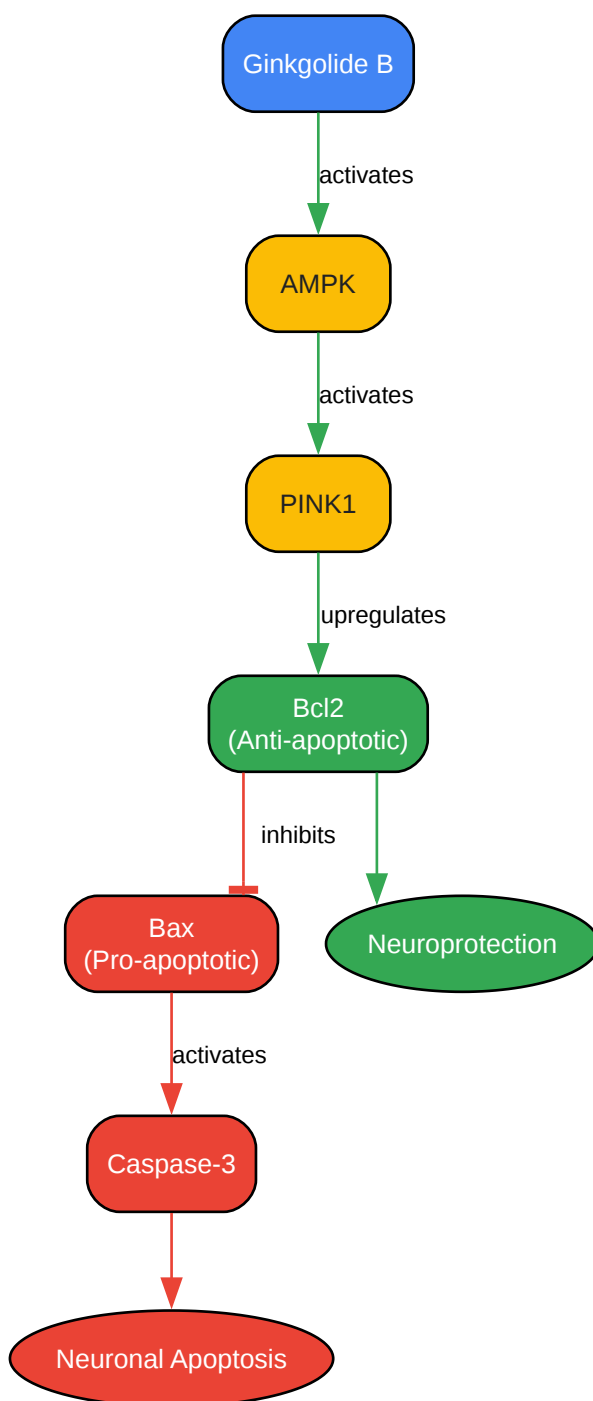 Ginkgolide B
activates
AMPK
activates
PINK1
upregulates
Bcl2
(Anti-apoptotic)
inhibits
Bax
(Pro-apoptotic)
Neuroprotection
activates
Caspase-3
Neuronal Apoptosis